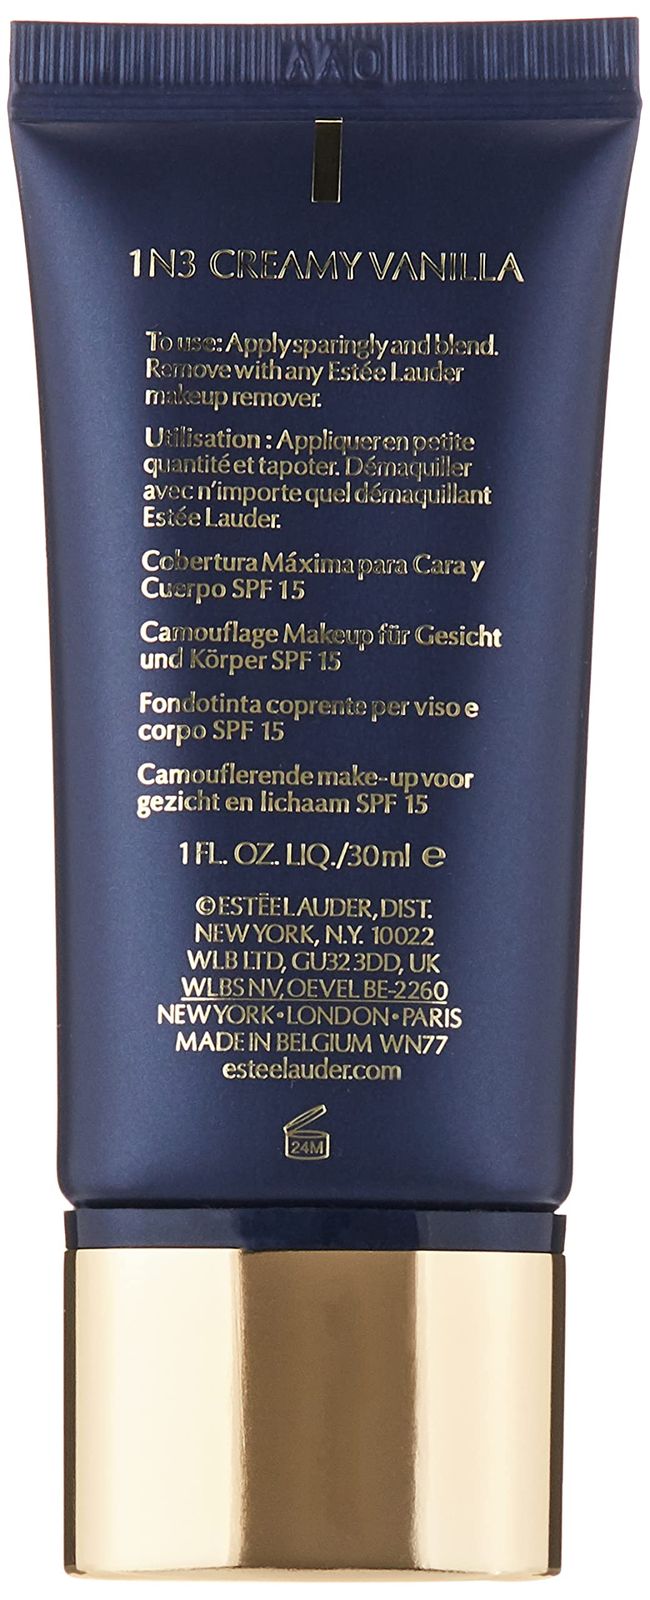 1N3 CREAMY VANILLA
To use: Apply sparingly and blend.
Remove with any Estée Lauder
makeup remover.
Utilisation : Appliquer en petite
quantité et tapoter. Démaquiller
avec n'importe quel démaquillant
Estée Lauder.
Cobertura Máxima para Cara y
Cuerpo SPF 15
Camouflage Makeup für Gesicht
und Körper SPF 15
Fondotinta coprente per viso e
corpo SPF 15
Camouflerende make-up voor
gezicht en lichaam SPF 15
1 FL. OZ. LIQ./30ml ℮
©ESTĒE LAUDER, DIST.
NEW YORK, N.Y. 10022
WLB LTD, GU32 3DD, UK
WLBS NV, OEVEL BE-2260
NEW YORK•LONDON•PARIS
MADE IN BELGIUM WN77
esteelauder.com
24M